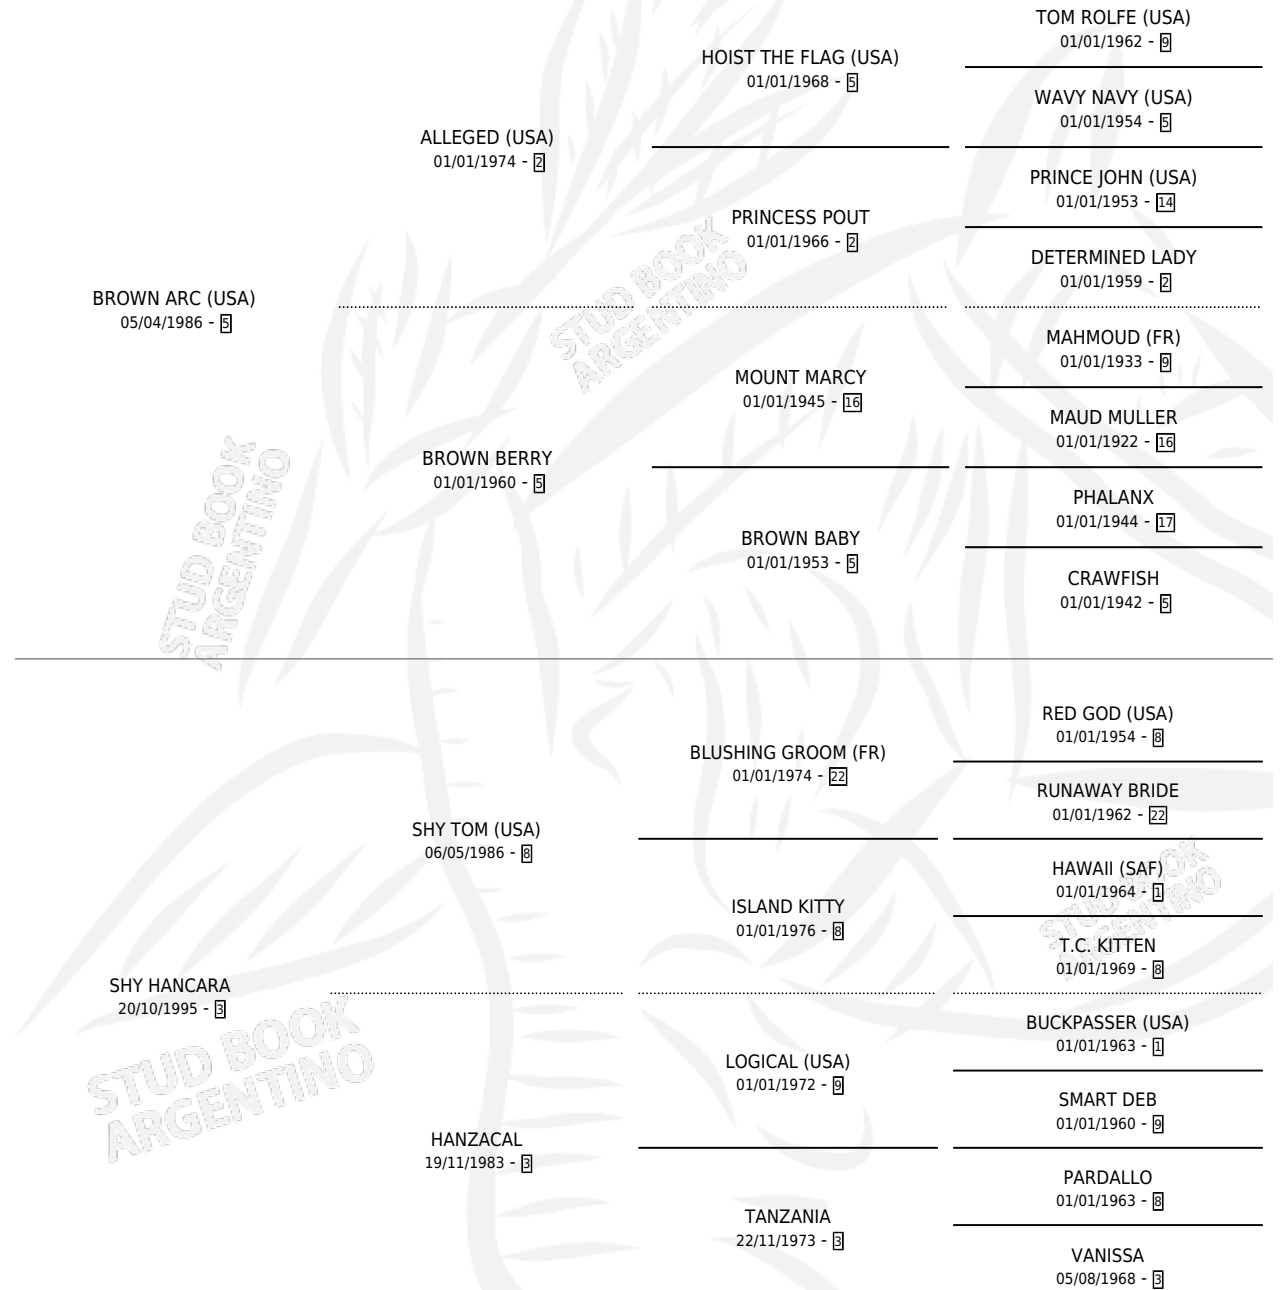 TOM ROLFE (USA)
01/01/1962 - 9
HOIST THE FLAG (USA)
01/01/1968 - 5
WAVY NAVY (USA)
01/01/1954 - 5
ALLEGED (USA)
01/01/1974 - 2
PRINCE JOHN (USA)
01/01/1953 - 14
PRINCESS POUT
01/01/1966 - 2
DETERMINED LADY
01/01/1959 - 2
BROWN ARC (USA)
05/04/1986 - 5
MAHMOUD (FR)
01/01/1933 - 9
MOUNT MARCY
01/01/1945 - 16
MAUD MULLER
01/01/1922 - 16
BROWN BERRY
01/01/1960 - 5
PHALANX
01/01/1944 - 17
BROWN BABY
01/01/1953 - 5
CRAWFISH
01/01/1942 - 5
RED GOD (USA)
01/01/1954 - 8
BLUSHING GROOM (FR)
01/01/1974 - 22
RUNAWAY BRIDE
01/01/1962 - 22
SHY TOM (USA)
06/05/1986 - 8
HAWAII (SAF)
01/01/1964 - 1
ISLAND KITTY
01/01/1976 - 8
T.C. KITTEN
01/01/1969 - 8
SHY HANCARA
20/10/1995 - 3
BUCKPASSER (USA)
01/01/1963 - 1
LOGICAL (USA)
01/01/1972 - 9
SMART DEB
01/01/1960 - 9
HANZACAL
19/11/1983 - 3
PARDALLO
01/01/1963 - 8
TANZANIA
22/11/1973 - 3
VANISSA
05/08/1968 - 3
STUD BOOK
ARGENTINO
STUD BOOK
ARGENTINO
STUD BOOK
ARGENTINO
STUD BOOK
ARGENTINO